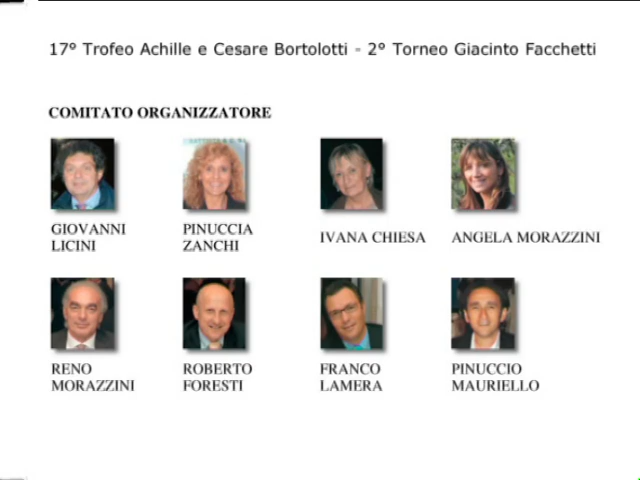 17° Trofeo Achille e Cesare Bortolotti - 2° Torneo Giacinto Facchetti
COMITATO ORGANIZZATORE
GIOVANNI
LICINI
PINUCCIA
ZANCHI
IVANA CHIESA
ANGELA MORAZZINI
RENO
MORAZZINI
ROBERTO
FORESTI
FRANCO
LAMERA
PINUCCIO
MAURIELLO